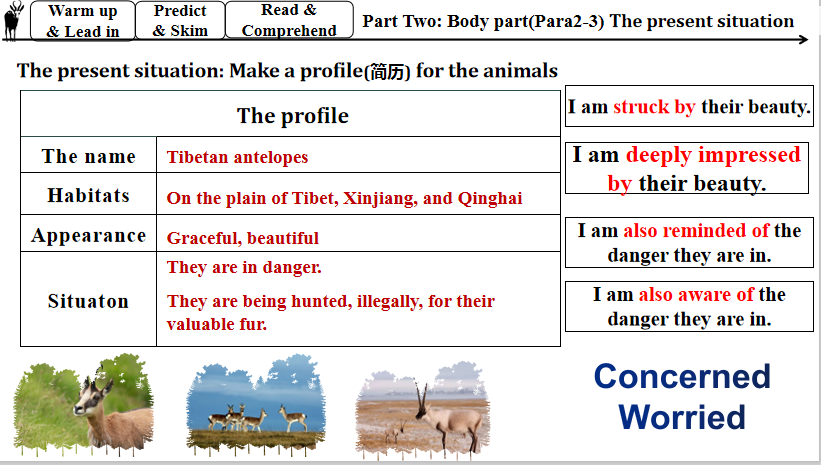 Warm up
& Lead in
Predict
& Skim
Read &
Comprehend
Part Two: Body part(Para2-3) The present situation
The present situation: Make a profile(简历) for the animals
The profile
The name
Tibetan antelopes
Habitats
On the plain of Tibet, Xinjiang, and Qinghai
Appearance
Graceful, beautiful
Situaton
They are in danger.
They are being hunted, illegally, for their
valuable fur.
I am struck by their beauty.
I am deeply impressed
by their beauty.
I am also reminded of the
danger they are in.
I am also aware of the
danger they are in.
Concerned
Worried